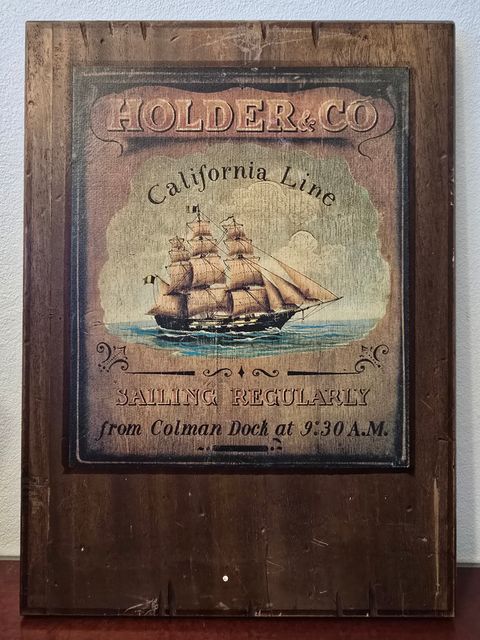 HOLDER & CO
California Line
SAILING REGULARLY
from Colman Dock at 9:30 A.M.